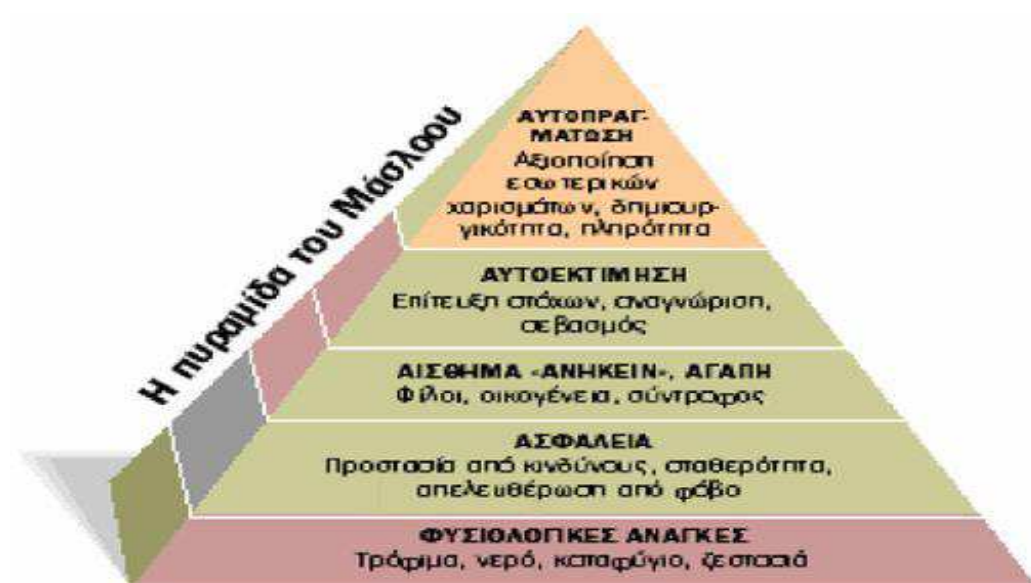 Η πυραμίδα του Μάσλοου
ΑΥΤΟΠΡΑΓ-
ΜΑΤΩΣΗ
Αξιοποίηση
εσωτερικών
χαρισμάτων, δημιουρ-
γικότητα, πληρότητα
ΑΥΤΟΕΚΤΙΜΗΣΗ
Επίτευξη στόχων, αναγνώριση,
σεβασμός
ΑΙΣΘΗΜΑ «ΑΝΗΚΕΙΝ», ΑΓΑΠΗ
Φίλοι, οικογένεια, σύντροφος
ΑΣΦΑΛΕΙΑ
Προστασία από κινδύνους, σταθερότητα,
απελευθέρωση από φόβο
ΦΥΣΙΟΛΟΓΙΚΕΣ ΑΝΑΓΚΕΣ
Τρόφιμα, νερό, καταφύγιο, ζεστασιά